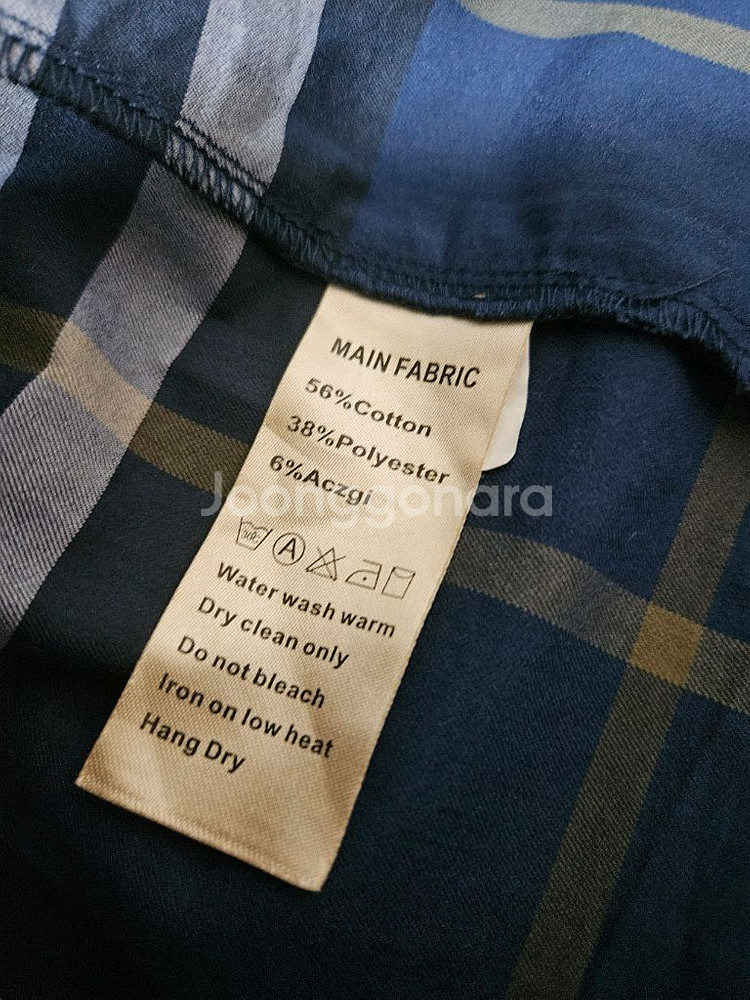 MAIN FABRIC
56%Cotton
38%Polyester
6%Aczgi
Joonggonara
A
Water wash warm
Dry clean only
Do not bleach
Iron on low heat
Hang Dry